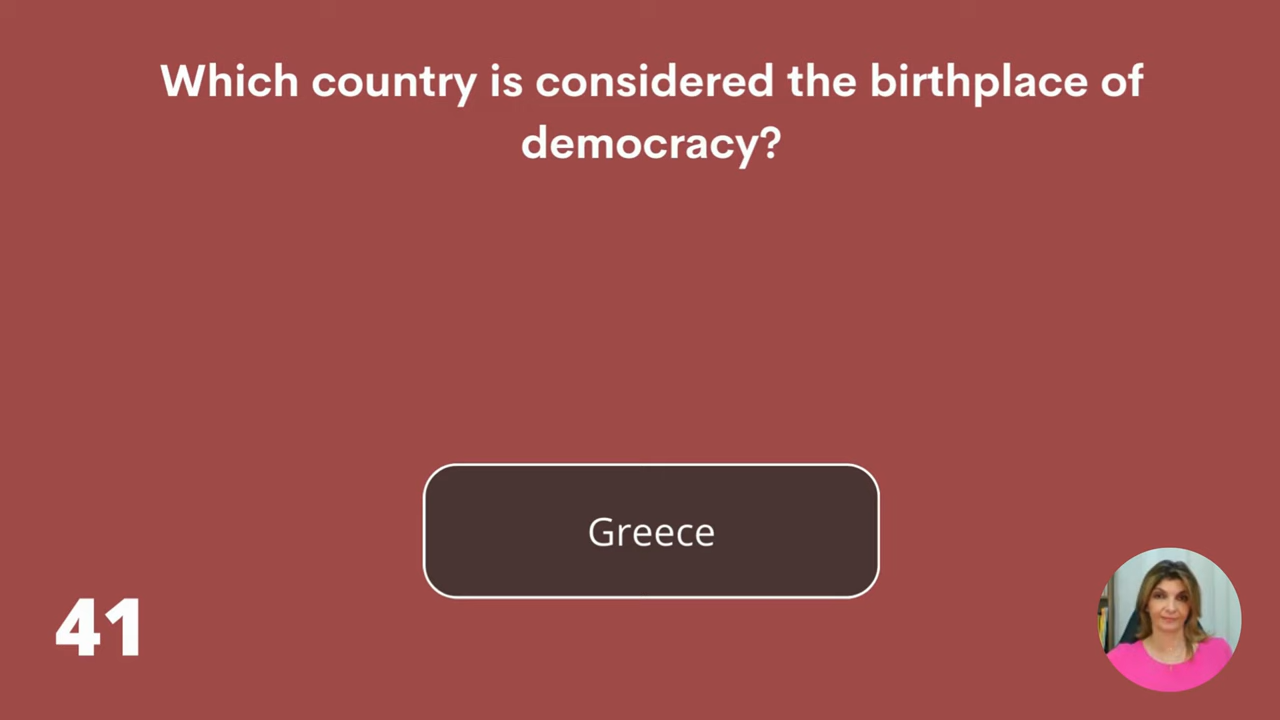 Which country is considered the birthplace of
democracy?
Greece
41